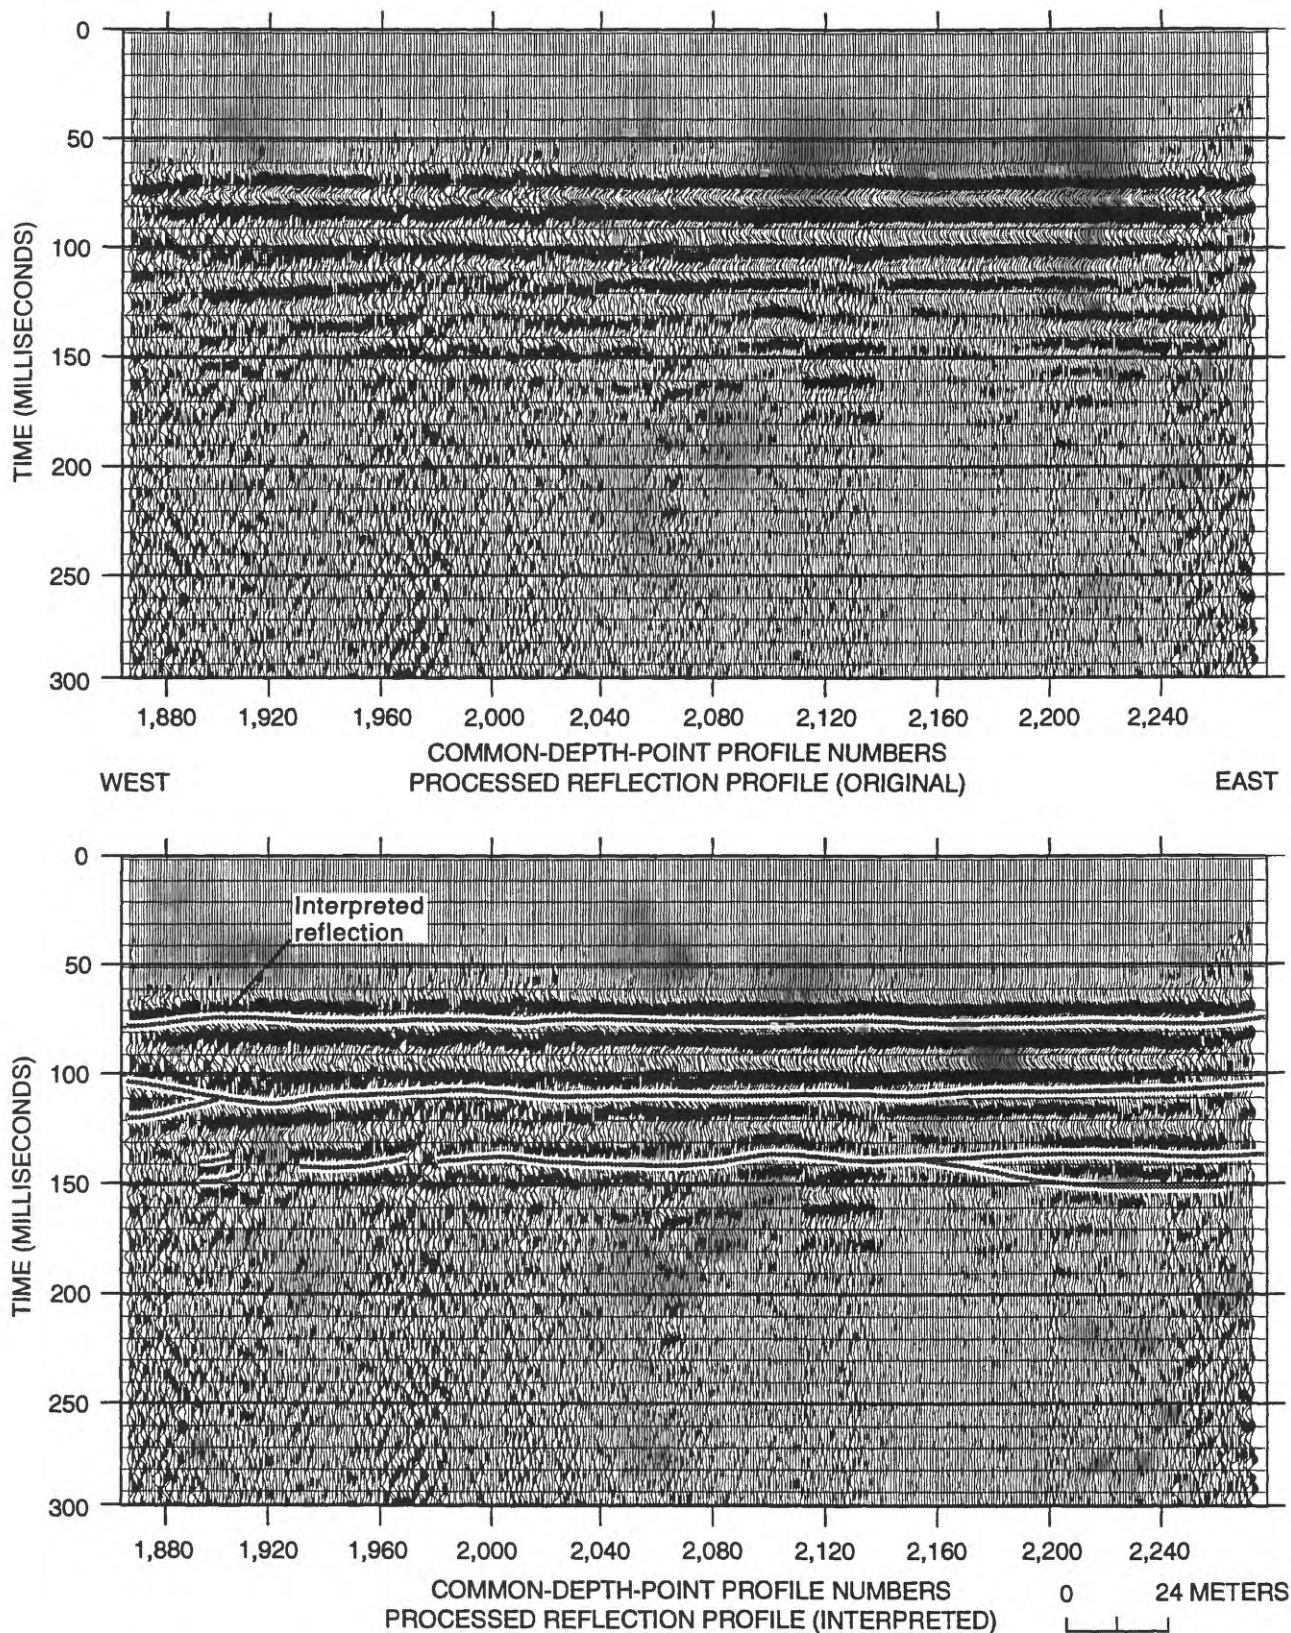 0
50
100
150
200
250
300
TIME (MILLISECONDS)
1,880 1,920 1,960 2,000 2,040 2,080 2,120 2,160 2,200 2,240
COMMON-DEPTH-POINT PROFILE NUMBERS
WEST PROCESSED REFLECTION PROFILE (ORIGINAL) EAST
0
50
100
150
200
250
300
TIME (MILLISECONDS)
Interpreted
reflection
1,880 1,920 1,960 2,000 2,040 2,080 2,120 2,160 2,200 2,240
COMMON-DEPTH-POINT PROFILE NUMBERS
PROCESSED REFLECTION PROFILE (INTERPRETED)
0 24 METERS